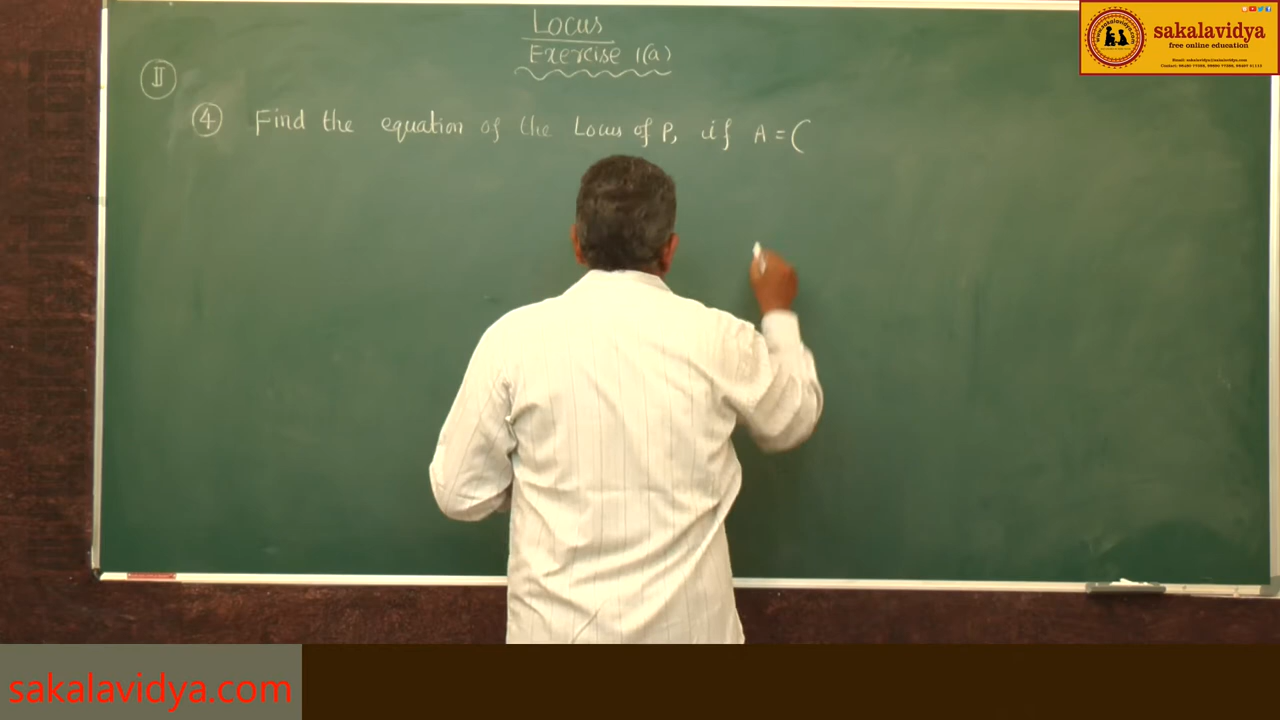 Locus
Exercise 1(a)
II
4 Find the equation of the Locus of P, if A = (
sakalavidya
free online education
sakalavidya.com